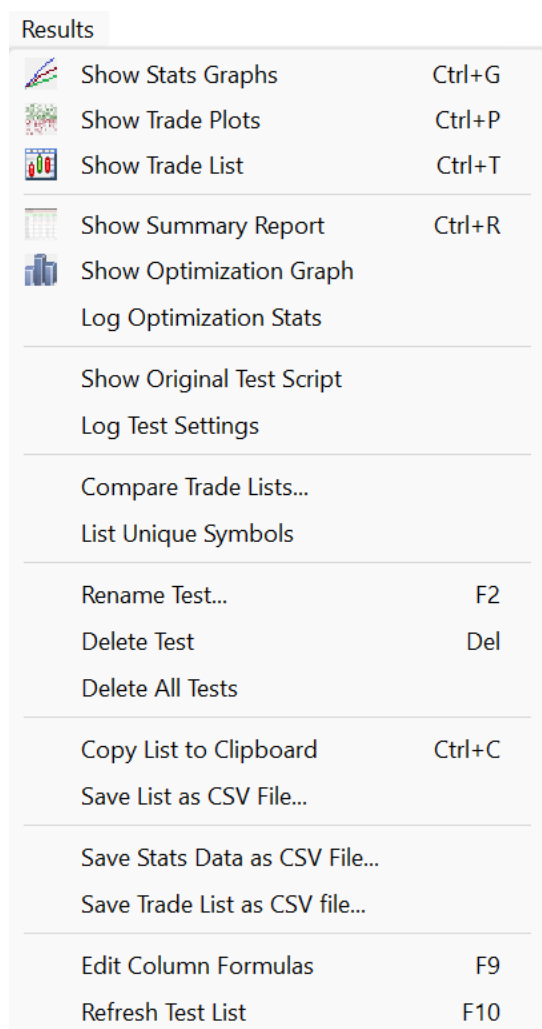 Results
Show Stats Graphs Ctrl+G
Show Trade Plots Ctrl+P
Show Trade List Ctrl+T
Show Summary Report Ctrl+R
Show Optimization Graph
Log Optimization Stats
Show Original Test Script
Log Test Settings
Compare Trade Lists...
List Unique Symbols
Rename Test... F2
Delete Test Del
Delete All Tests
Copy List to Clipboard Ctrl+C
Save List as CSV File...
Save Stats Data as CSV File...
Save Trade List as CSV file...
Edit Column Formulas F9
Refresh Test List F10